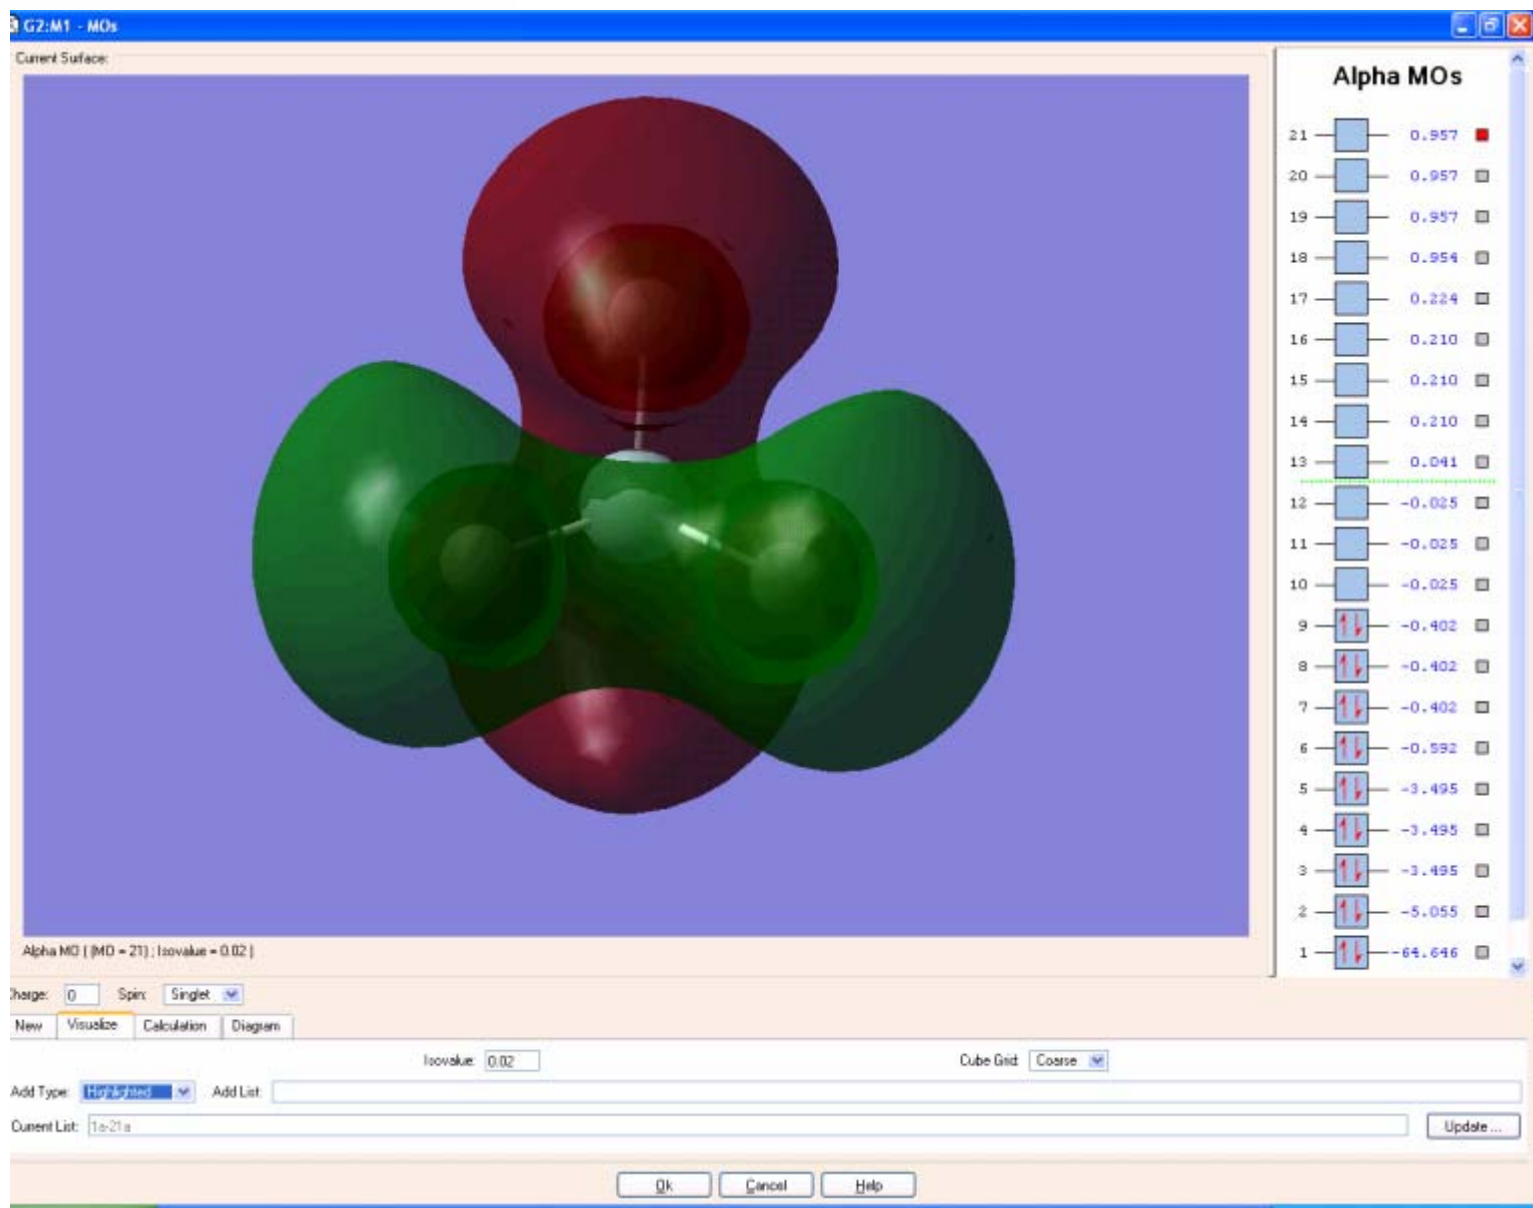 G2:M1 - MOs
Current Surface:
Alpha MOs
21 0.957
20 0.957
19 0.957
18 0.954
17 0.224
16 0.210
15 0.210
14 0.210
13 0.041
12 -0.025
11 -0.025
10 -0.025
9 -0.402
8 -0.402
7 -0.402
6 -0.592
5 -3.495
4 -3.495
3 -3.495
2 -5.055
1 -64.646
Alpha MO ( (MO = 21) ; Isovalue = 0.02 )
Charge: 0 Spin: Singlet
New Visualize Calculation Diagram
Isovalue: 0.02 Cube Grid: Coarse
Add Type: Highlighted Add List:
Current List: 1a-21a Update ...
Ok Cancel Help